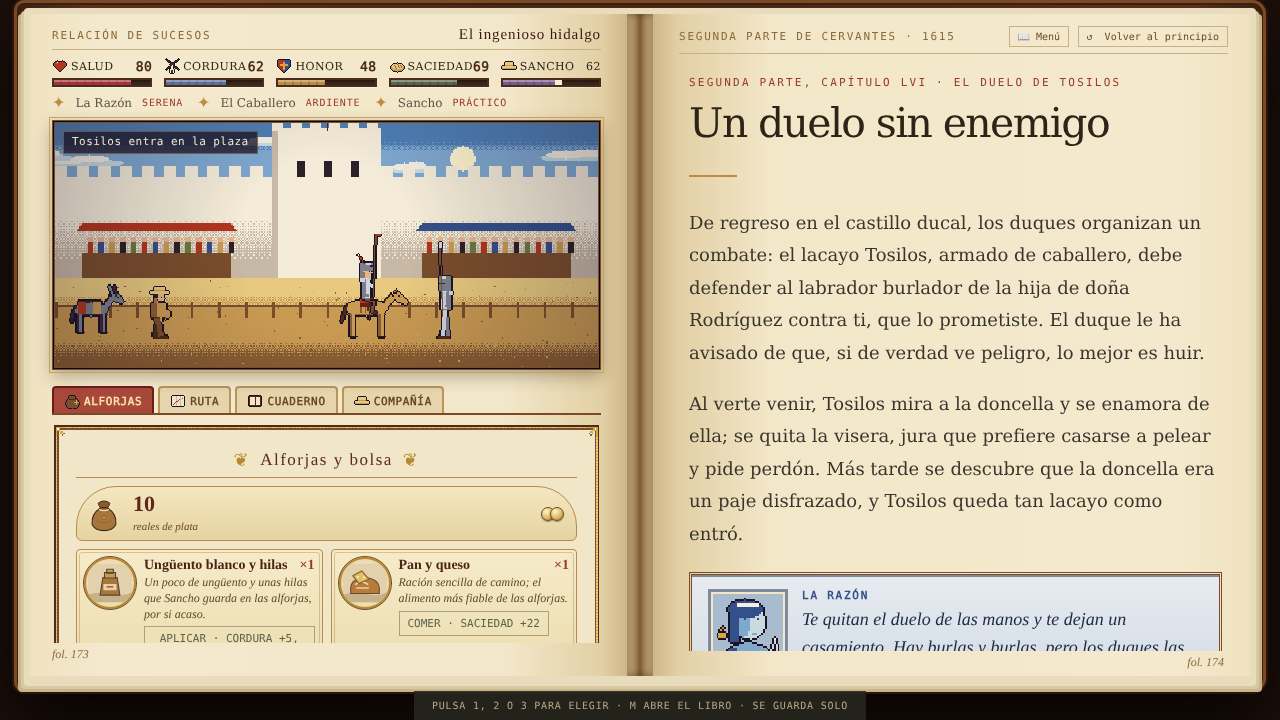 RELACIÓN DE SUCESOS
El ingenioso hidalgo
SALUD 80
CORDURA 62
HONOR 48
SACIEDAD 69
SANCHO 62
La Razón SERENA
El Caballero ARDIENTE
Sancho PRÁCTICO
Tosilos entra en la plaza
ALFORJAS
RUTA
CUADERNO
COMPAÑÍA
Alforjas y bolsa
10
reales de plata
Ungüento blanco y hilas ×1
Un poco de ungüento y unas hilas
que Sancho guarda en las alforjas,
por si acaso.
APLICAR · CORDURA +5,
Pan y queso ×1
Ración sencilla de camino; el
alimento más fiable de las alforjas.
COMER · SACIEDAD +22
fol. 173
SEGUNDA PARTE DE CERVANTES · 1615
Menú
↺ Volver al principio
SEGUNDA PARTE, CAPÍTULO LVI · EL DUELO DE TOSILOS
Un duelo sin enemigo
De regreso en el castillo ducal, los duques organizan un
combate: el lacayo Tosilos, armado de caballero, debe
defender al labrador burlador de la hija de doña
Rodríguez contra ti, que lo prometiste. El duque le ha
avisado de que, si de verdad ve peligro, lo mejor es huir.
Al verte venir, Tosilos mira a la doncella y se enamora de
ella; se quita la visera, jura que prefiere casarse a pelear
y pide perdón. Más tarde se descubre que la doncella era
un paje disfrazado, y Tosilos queda tan lacayo como
entró.
LA RAZÓN
Te quitan el duelo de las manos y te dejan un
casamiento. Hay burlas y burlas, pero los duques las
fol. 174
PULSA 1, 2 O 3 PARA ELEGIR · M ABRE EL LIBRO · SE GUARDA SOLO